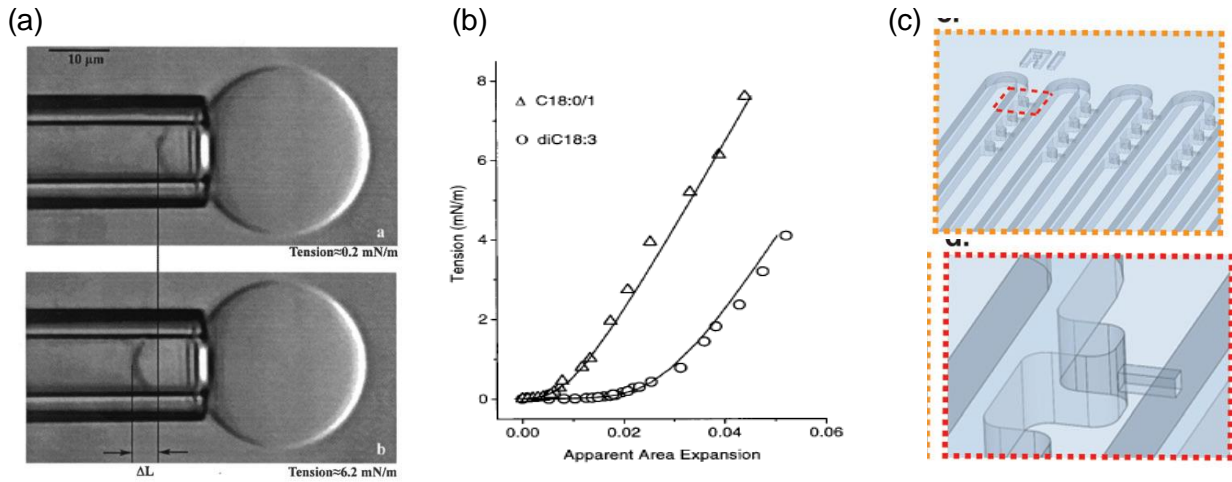 (a)
10 μm
a
Tension≈0.2 mN/m
b
ΔL
Tension≈6.2 mN/m
(b)
8
6
4
2
0
Tension (mN/m)
C18:0/1
diC18:3
0.00
0.02
0.04
0.06
Apparent Area Expansion
(c)